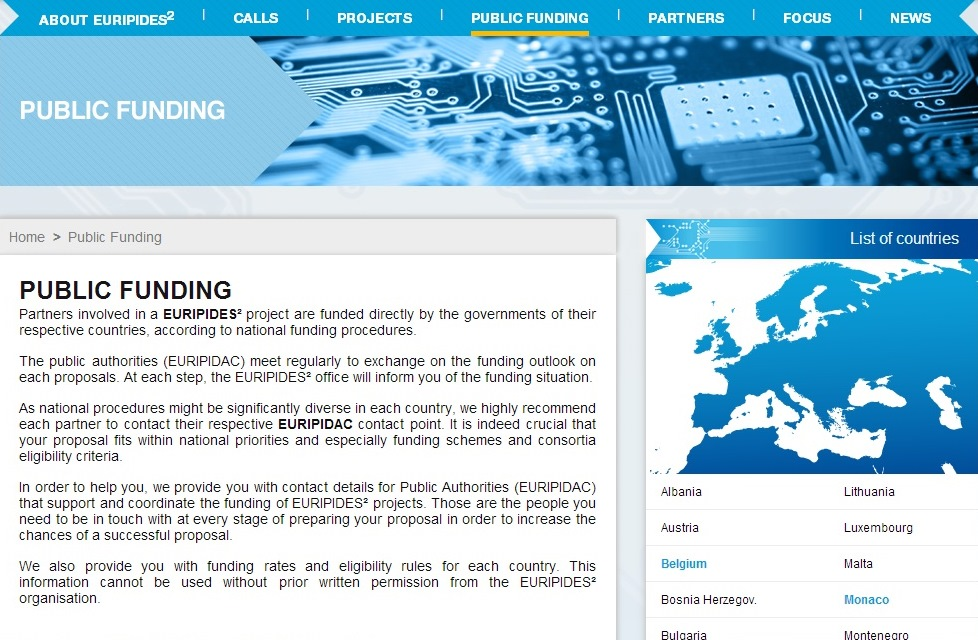 ABOUT EURIPIDES² | CALLS | PROJECTS | PUBLIC FUNDING | PARTNERS | FOCUS | NEWS
PUBLIC FUNDING
Home > Public Funding
PUBLIC FUNDING
Partners involved in a EURIPIDES² project are funded directly by the governments of their
respective countries, according to national funding procedures.
The public authorities (EURIPIDAC) meet regularly to exchange on the funding outlook on
each proposals. At each step, the EURIPIDES² office will inform you of the funding situation.
As national procedures might be significantly diverse in each country, we highly recommend
each partner to contact their respective EURIPIDAC contact point. It is indeed crucial that
your proposal fits within national priorities and especially funding schemes and consortia
eligibility criteria.
In order to help you, we provide you with contact details for Public Authorities (EURIPIDAC)
that support and coordinate the funding of EURIPIDES² projects. Those are the people you
need to be in touch with at every stage of preparing your proposal in order to increase the
chances of a successful proposal.
We also provide you with funding rates and eligibility rules for each country. This
information cannot be used without prior written permission from the EURIPIDES²
organisation.
List of countries
Albania Lithuania
Austria Luxembourg
Belgium Malta
Bosnia Herzegov. Monaco
Bulgaria Montenegro